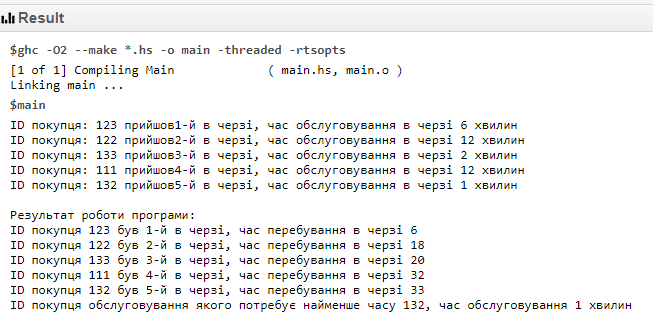 Result
$ghc -O2 --make *.hs -o main -threaded -rtsopts
[1 of 1] Compiling Main             ( main.hs, main.o )
Linking main ...
$main
ID покупця: 123 прийшов1-й в черзі, час обслуговування в черзі 6 хвилин
ID покупця: 122 прийшов2-й в черзі, час обслуговування в черзі 12 хвилин
ID покупця: 133 прийшов3-й в черзі, час обслуговування в черзі 2 хвилин
ID покупця: 111 прийшов4-й в черзі, час обслуговування в черзі 12 хвилин
ID покупця: 132 прийшов5-й в черзі, час обслуговування в черзі 1 хвилин
Результат роботи програми:
ID покупця 123 був 1-й в черзі, час перебування в черзі 6
ID покупця 122 був 2-й в черзі, час перебування в черзі 18
ID покупця 133 був 3-й в черзі, час перебування в черзі 20
ID покупця 111 був 4-й в черзі, час перебування в черзі 32
ID покупця 132 був 5-й в черзі, час перебування в черзі 33
ID покупця обслуговування якого потребує найменше часу 132, час обслуговування 1 хвилин